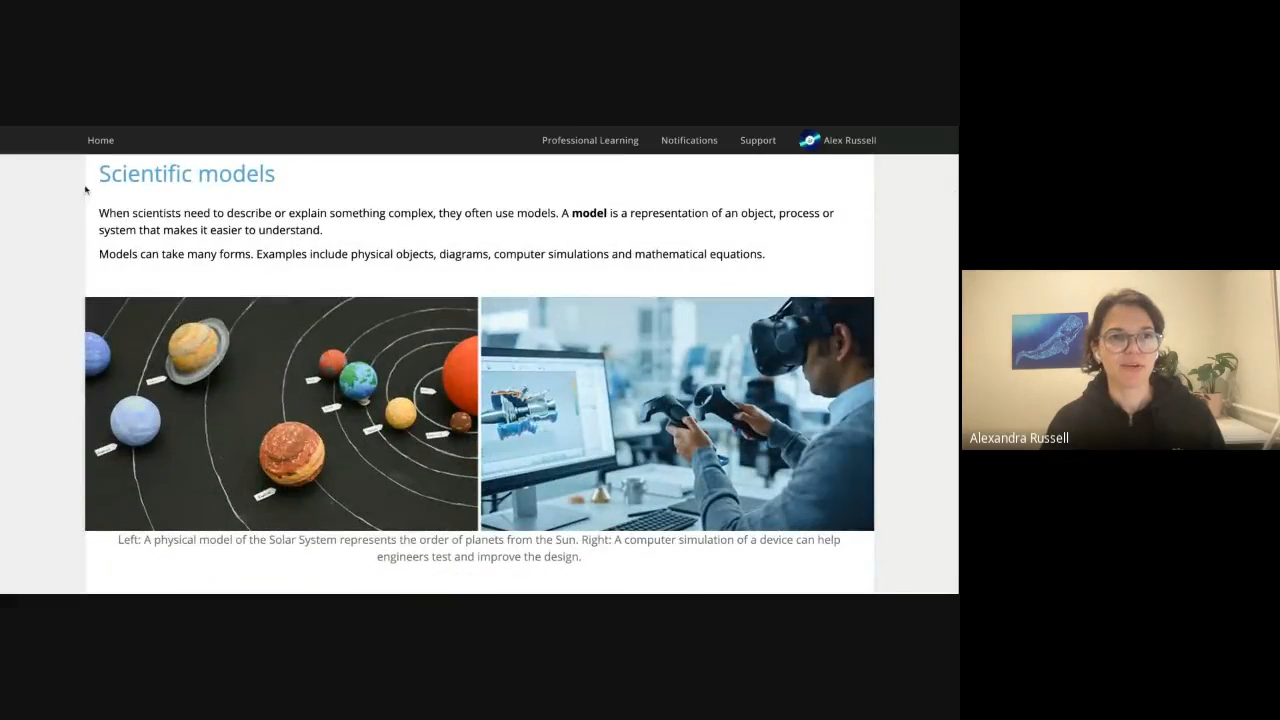 Home Professional Learning Notifications Support Alex Russell
Scientific models
When scientists need to describe or explain something complex, they often use models. A model is a representation of an object, process or
system that makes it easier to understand.
Models can take many forms. Examples include physical objects, diagrams, computer simulations and mathematical equations.
Left: A physical model of the Solar System represents the order of planets from the Sun. Right: A computer simulation of a device can help
engineers test and improve the design.
Alexandra Russell